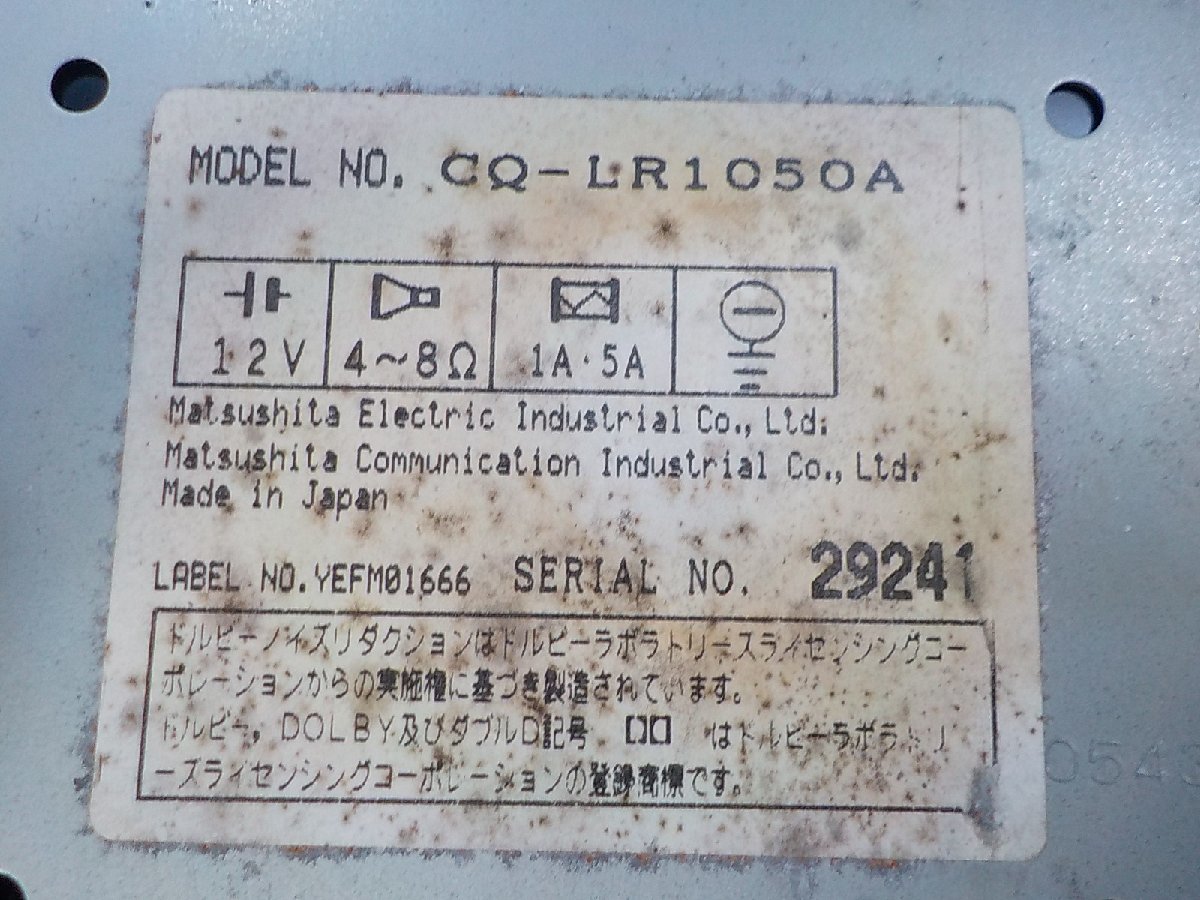 MODEL NO. CQ-LR1050A
12V 4~8Ω 1A·5A
Matsushita Electric Industrial Co., Ltd.
Matsushita Communication Industrial Co., Ltd.
Made in Japan
LABEL NO. YEFM01666 SERIAL NO. 29241
ドルビーノイズリダクションはドルビーラボラトリーズライセンシングコー
ポレーションからの実施権に基づき製造されています。
ドルビー, DOLBY及びダブルD記号 はドルビーラボラトリ
ーズライセンシングコーポレーションの登録商標です。